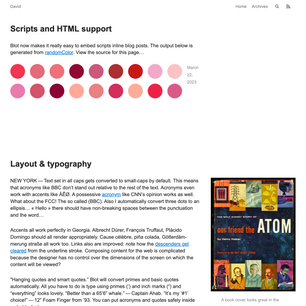 David
Home Archives
Scripts and HTML support
Blot now makes it really easy to embed scripts inline blog posts. The output below is
generated from randomColor. View the source for this page…
March
22,
2023
Layout & typography
NEW YORK — Text set in all caps gets converted to small-caps by default. This means
that acronyms like BBC don't stand out relative to the rest of the text. Acronyms even
work with accents like ÀÉØ. A possessive acronym like CNN's opinion works as well.
What about the FCC! The so called (BBC). Also I automatically convert three dots to an
ellipsis… « Hello » there should have non-breaking spaces between the punctuation
and the word…
Accents all work perfectly in Georgia. Albrecht Dürer, François Truffaut, Plácido
Domingo should all render appropriately. Cause célèbre, piña colada, Götterdäm-
merung straße all work too. Links also are improved: note how the descenders get
cleared from the underline stroke. Composing content for the web is complicated
because the designer has no control over the dimensions of the screen on which the
content will be viewed?
“Hanging quotes and smart quotes.” Blot will convert primes and basic quotes
automatically. All you have to do is type using primes (') and inch marks (") and
"everything" looks lovely. “Better than a 6′5″ whale.” — Captain Ahab. “It's my ‘#1
choice!’” — 12″ Foam Finger from ’93. You can put acronyms and quotes safely inside
our friend the ATOM
A book cover looks great in the